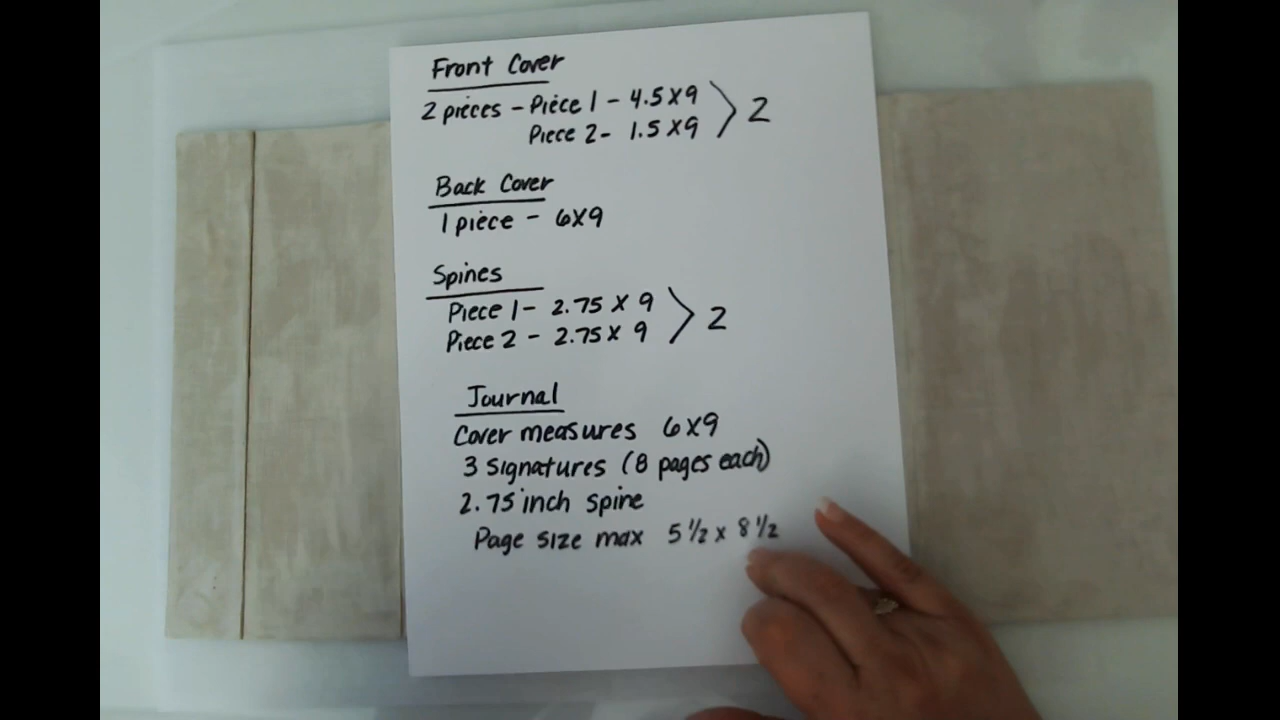 Front Cover
2 pieces - Piece 1 - 4.5 X 9 > 2
Piece 2 - 1.5 X 9
Back Cover
1 piece - 6X9
Spines
Piece 1 - 2.75 X 9 > 2
Piece 2 - 2.75 X 9
Journal
Cover measures 6X9
3 signatures (8 pages each)
2.75 inch spine
Page size max 5 1/2 x 8 1/2